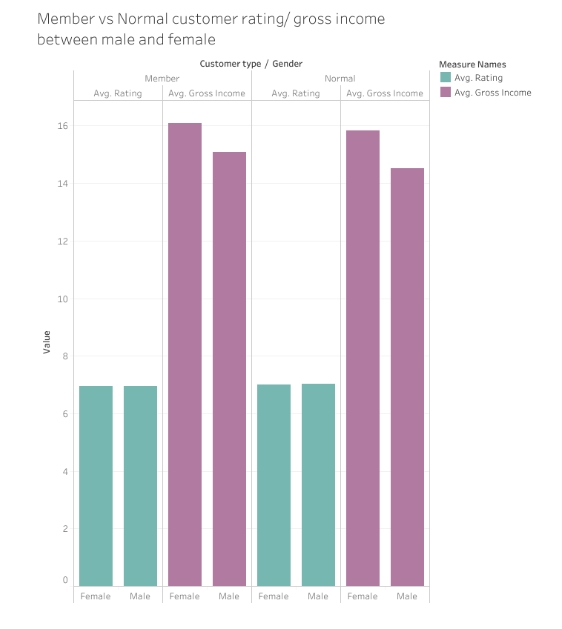 Member vs Normal customer rating/ gross income
between male and female
Customer type / Gender
Measure Names
Member
Normal
Avg. Rating
Avg. Gross Income
Avg. Rating
Avg. Gross Income
Avg. Rating
Avg. Gross Income
16
14
12
10
8
6
4
2
0
Value
Female
Male
Female
Male
Female
Male
Female
Male